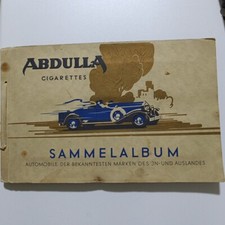 ABDULLA
CIGARETTES
SAMMELALBUM
AUTOMOBILE DER BEKANNTESTEN MARKEN DES IN- UND AUSLANDES